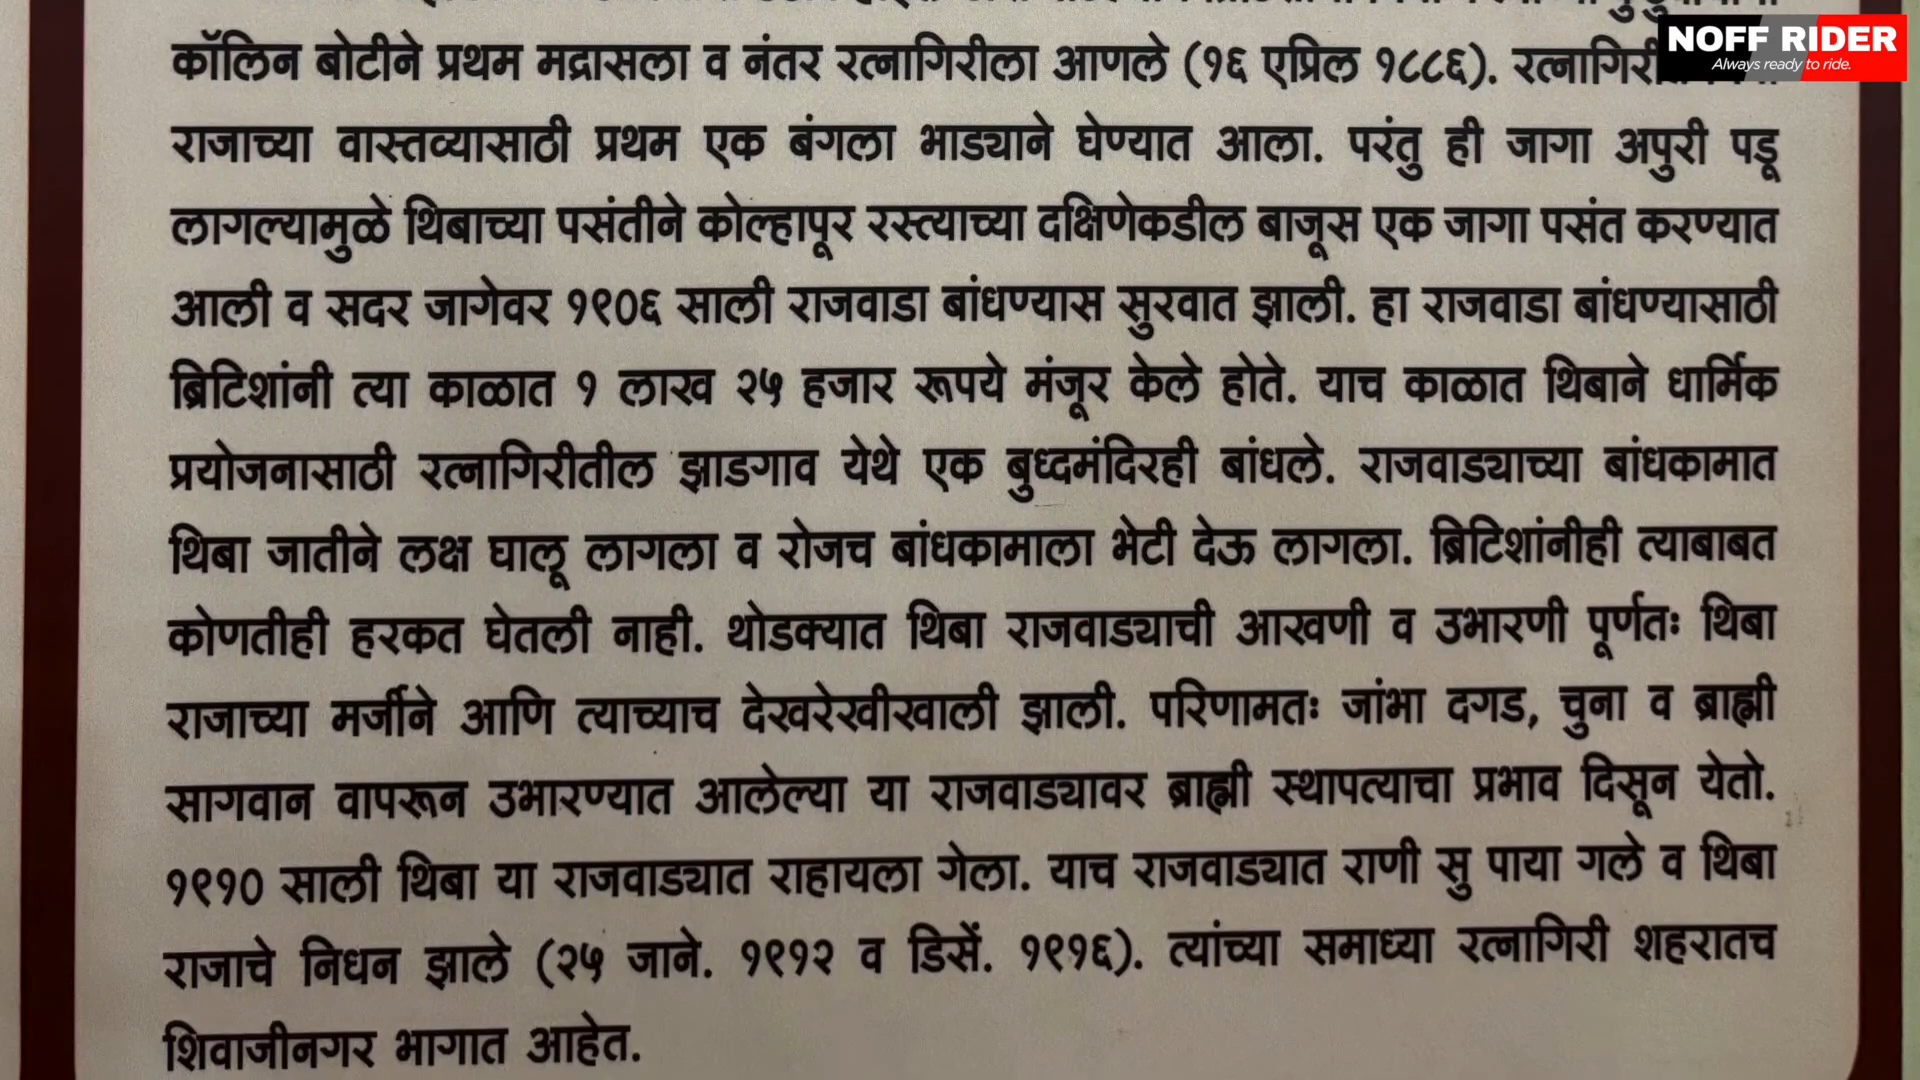 NOFF RIDER
Always ready to ride.
कॉलिन बोटीने प्रथम मद्रासला व नंतर रत्नागिरीला आणले (१६ एप्रिल १८८६).
राजाच्या वास्तव्यासाठी प्रथम एक बंगला भाड्याने घेण्यात आला. परंतु ही जागा अपुरी पडू
लागल्यामुळे थिबाच्या पसंतीने कोल्हापूर रस्त्याच्या दक्षिणेकडील बाजूस एक जागा पसंत करण्यात
आली व सदर जागेवर १९०६ साली राजवाडा बांधण्यास सुरवात झाली. हा राजवाडा बांधण्यासाठी
ब्रिटिशांनी त्या काळात १ लाख २५ हजार रूपये मंजूर केले होते. याच काळात थिबाने धार्मिक
प्रयोजनासाठी रत्नागिरीतील झाडगाव येथे एक बुध्दमंदिरही बांधले. राजवाड्याच्या बांधकामात
थिबा जातीने लक्ष घालू लागला व रोजच बांधकामाला भेटी देऊ लागला. ब्रिटिशांनीही त्याबाबत
कोणतीही हरकत घेतली नाही. थोडक्यात थिबा राजवाड्याची आखणी व उभारणी पूर्णतः थिबा
राजाच्या मर्जीने आणि त्याच्याच देखरेखीखाली झाली. परिणामतः जांभा दगड, चुना व ब्राह्मी
सागवान वापरून उभारण्यात आलेल्या या राजवाड्यावर ब्राह्मी स्थापत्याचा प्रभाव दिसून येतो.
१९१० साली थिबा या राजवाड्यात राहायला गेला. याच राजवाड्यात राणी सु पाया गले व थिबा
राजाचे निधन झाले (२५ जाने. १९१२ व डिसें. १९१६). त्यांच्या समाध्या रत्नागिरी शहरातच
शिवाजीनगर भागात आहेत.